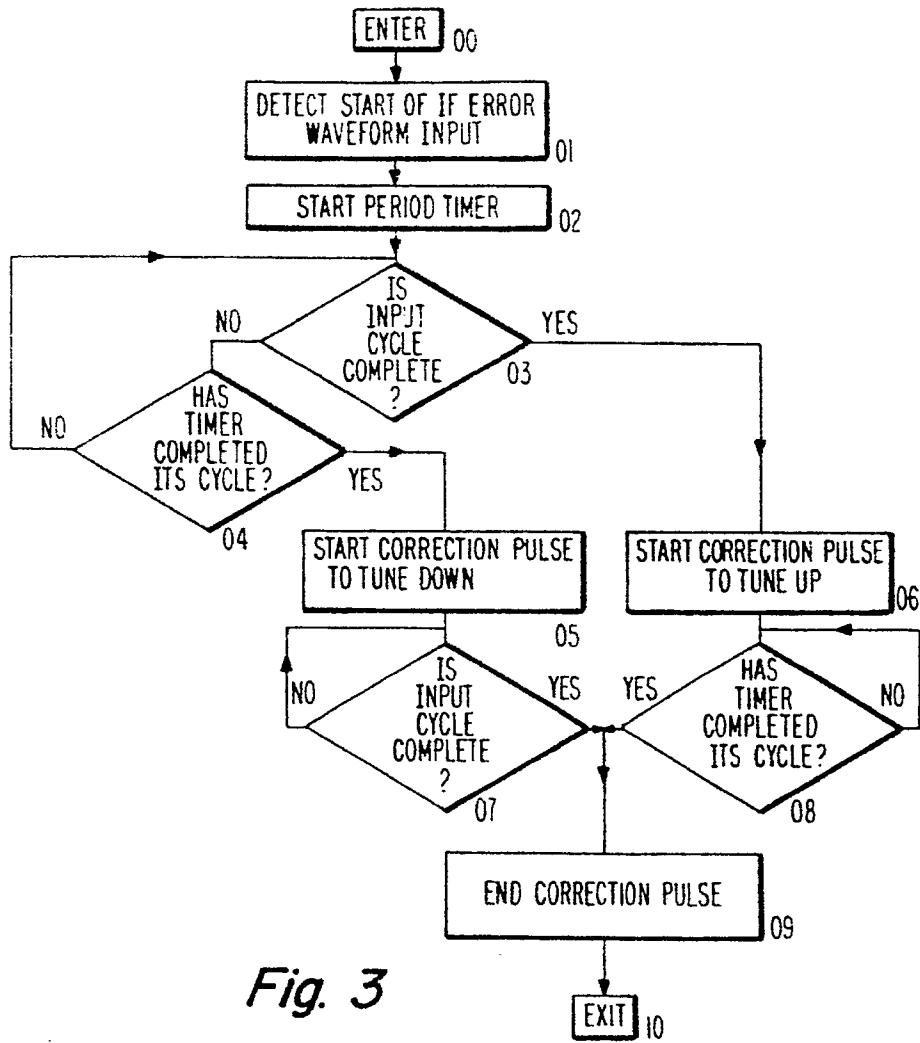 ENTER
00
DETECT START OF IF ERROR
WAVEFORM INPUT
01
START PERIOD TIMER
02
IS
INPUT
CYCLE
COMPLETE
?
NO
YES
03
HAS
TIMER
COMPLETED
ITS CYCLE?
NO
YES
04
START CORRECTION PULSE
TO TUNE DOWN
05
START CORRECTION PULSE
TO TUNE UP
06
IS
INPUT
CYCLE
COMPLETE
?
NO
YES
07
HAS
TIMER
COMPLETED
ITS CYCLE?
YES
NO
08
END CORRECTION PULSE
09
Fig. 3
EXIT
10